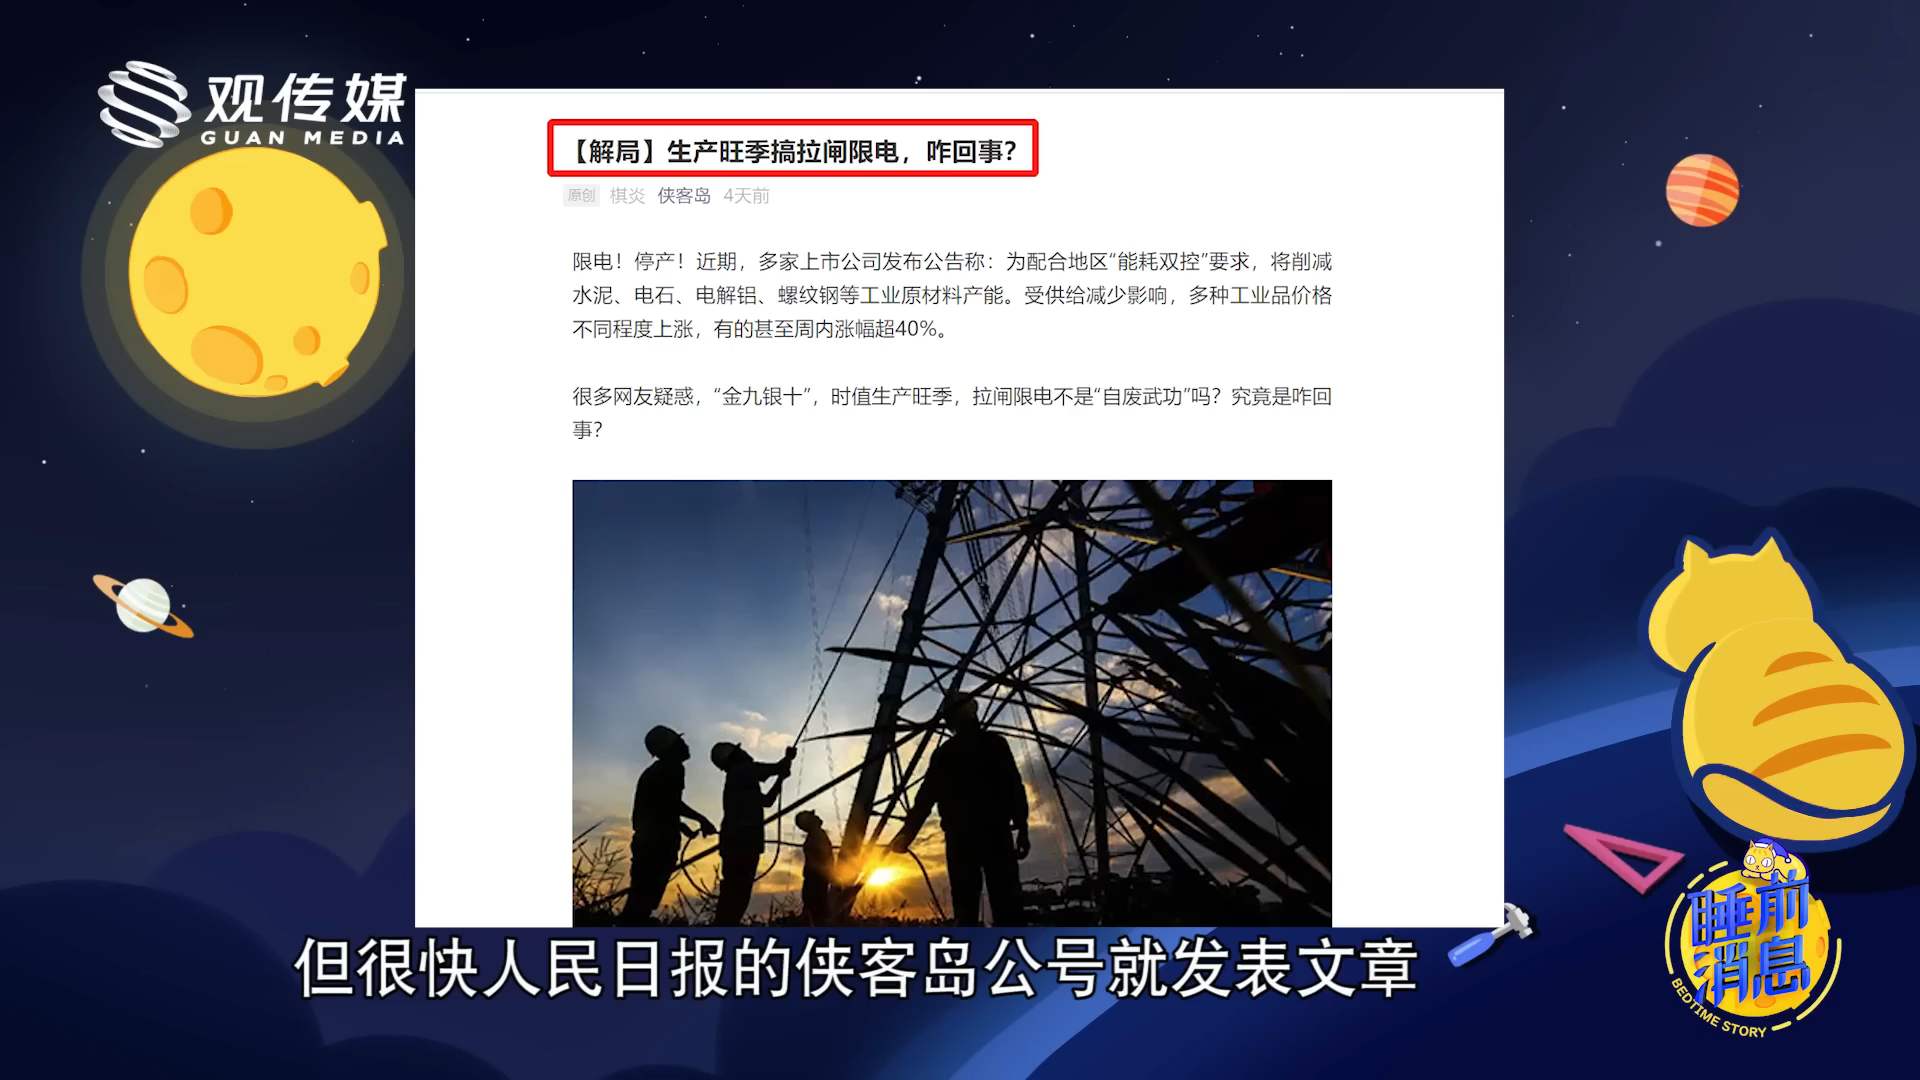 观传媒
GUAN MEDIA
【解局】生产旺季搞拉闸限电，咋回事？
原创 棋炎 侠客岛 4天前
限电！停产！近期，多家上市公司发布公告称：为配合地区“能耗双控”要求，将削减
水泥、电石、电解铝、螺纹钢等工业原材料产能。受供给减少影响，多种工业品价格
不同程度上涨，有的甚至周内涨幅超40%。
很多网友疑惑，“金九银十”，时值生产旺季，拉闸限电不是“自废武功”吗？究竟是咋回
事？
但很快人民日报的侠客岛公号就发表文章
睡前
消息
BEDTIME STORY